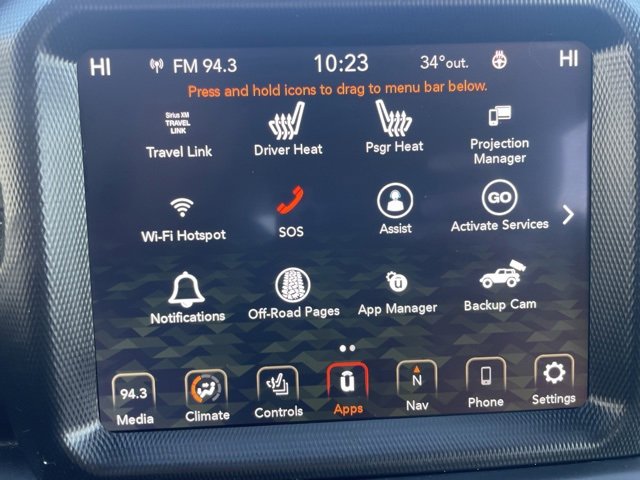 HI FM 94.3 10:23 34°out. HI
Press and hold icons to drag to menu bar below.
Sirius XM
TRAVEL
LINK
Travel Link
Driver Heat
Psgr Heat
Projection
Manager
Wi-Fi Hotspot
SOS
Assist
GO
Activate Services
Notifications
Off-Road Pages
App Manager
Backup Cam
94.3
Media
Climate
Controls
Apps
N
Nav
Phone
Settings